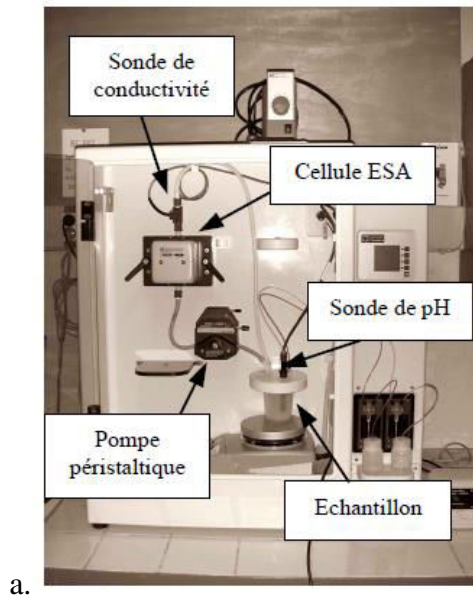 Sonde de
conductivité
Cellule ESA
Sonde de pH
Pompe
péristaltique
Echantillon
a.